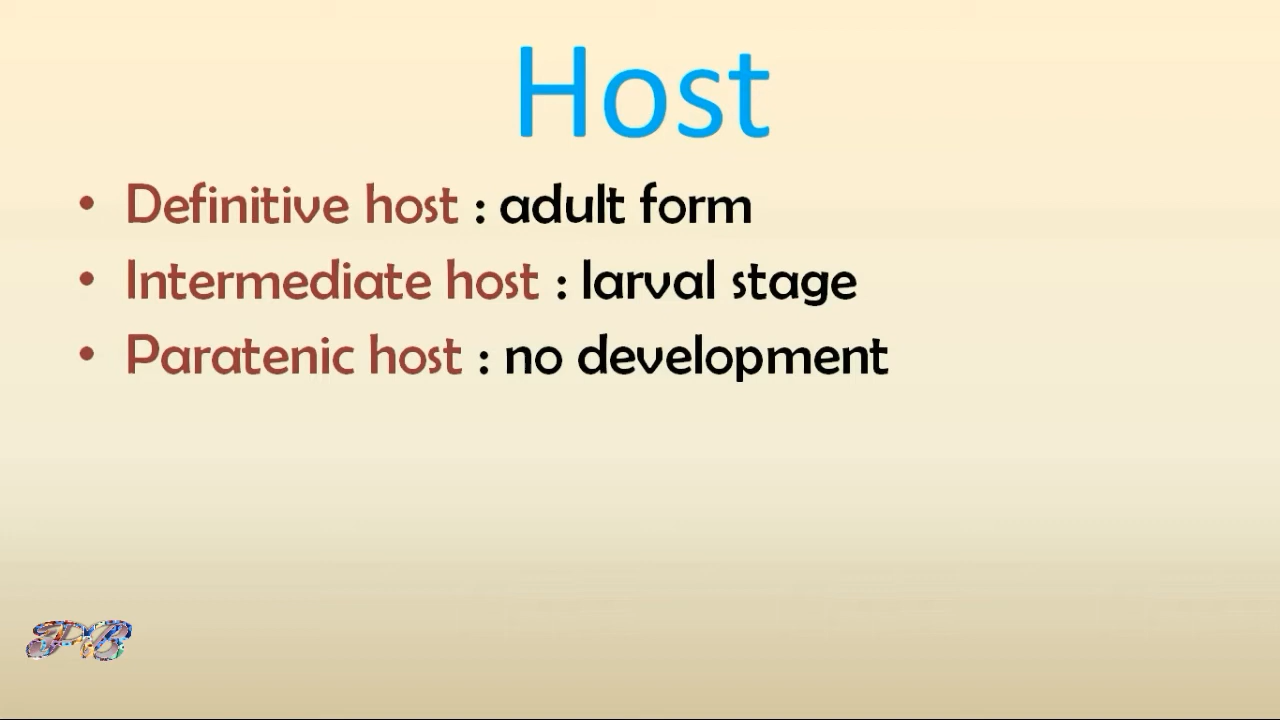 Host
• Definitive host : adult form
• Intermediate host : larval stage
• Paratenic host : no development